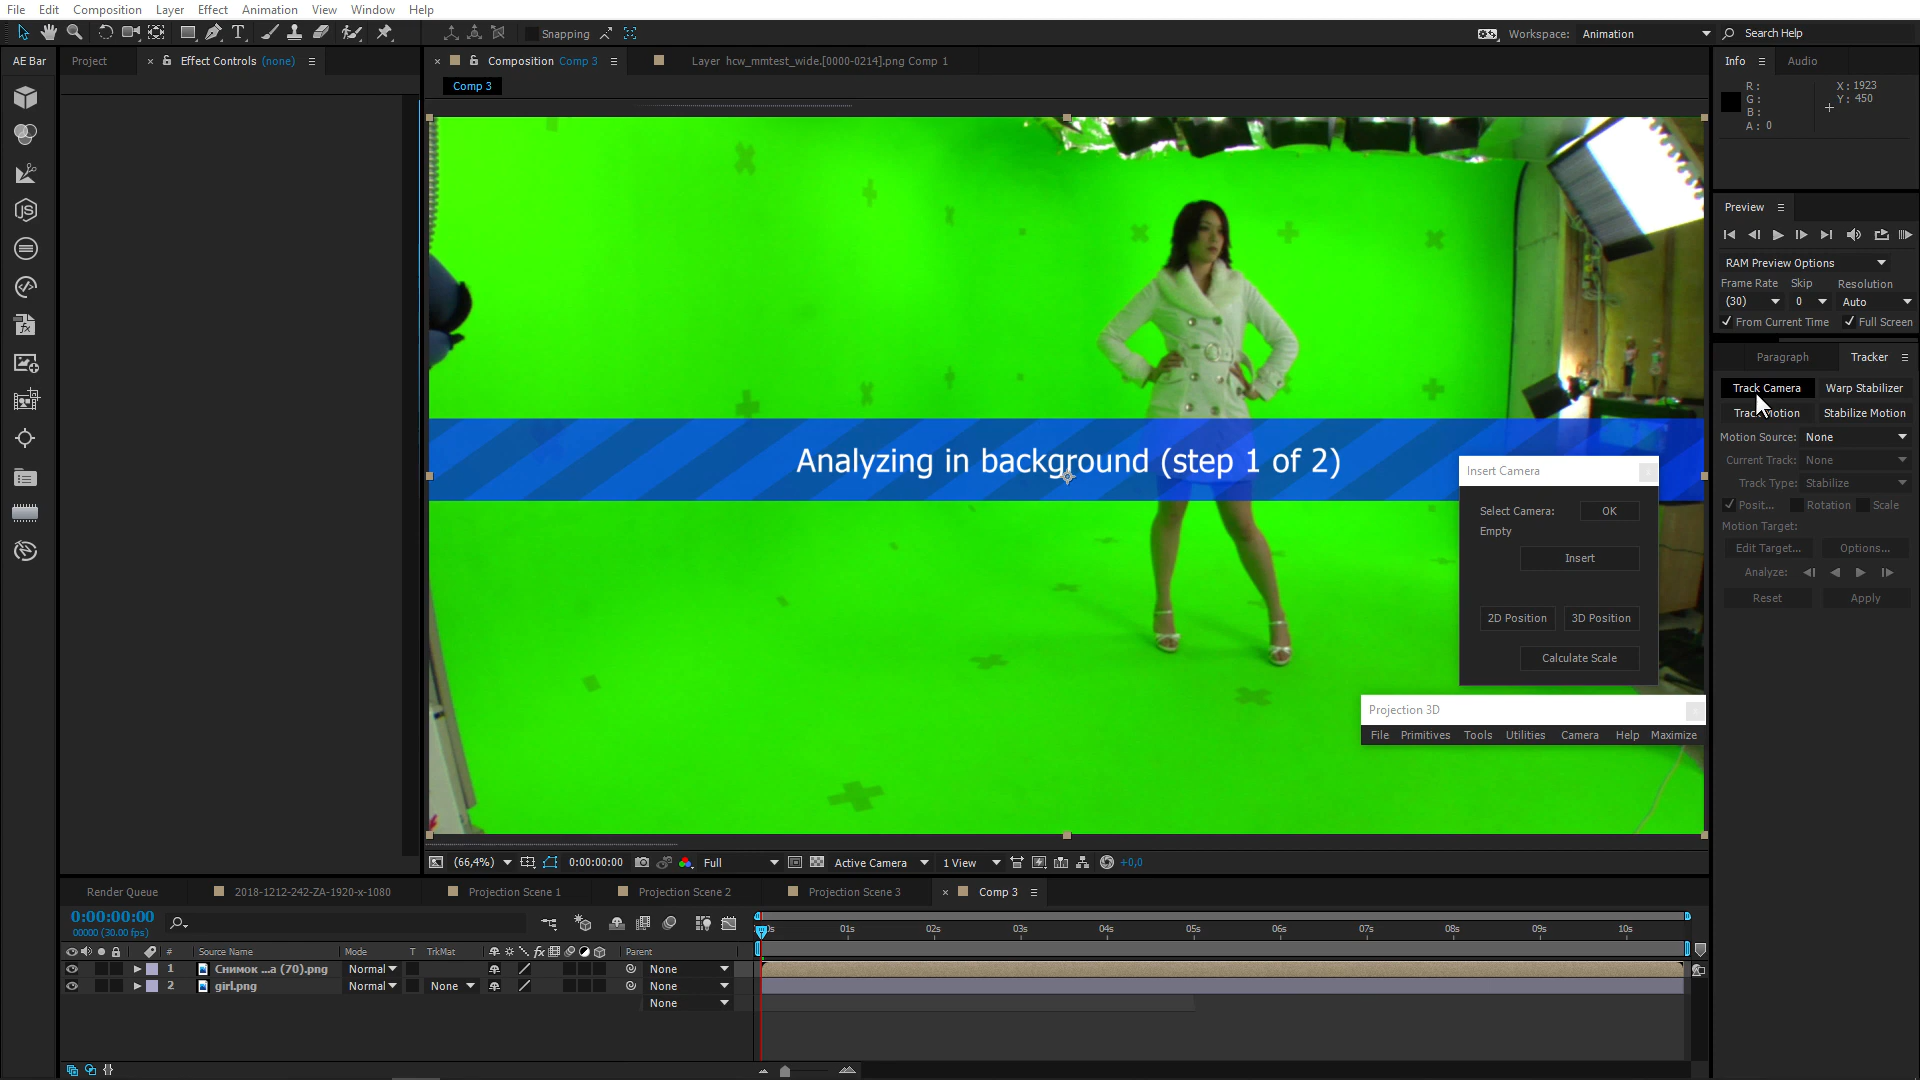 File Edit Composition Layer Effect Animation View Window Help
Snapping
Workspace: Animation
Search Help
AE Bar
Project
Effect Controls (none)
Composition Comp 3
Layer hcw_mmtest_wide.[0000-0214].png Comp 1
Comp 3
Info Audio
R:
G:
B:
A: 0
X: 1923
Y: 450
Preview
RAM Preview Options
Frame Rate Skip Resolution
(30) 0 Auto
From Current Time Full Screen
Paragraph Tracker
Track Camera Warp Stabilizer
Stabilize Motion
Motion Source: None
Current Track: None
Track Type: Stabilize
Posit... Rotation Scale
Motion Target:
Edit Target... Options...
Analyze:
Reset Apply
Analyzing in background (step 1 of 2)
Insert Camera
Select Camera: OK
Empty
Insert
2D Position 3D Position
Calculate Scale
Projection 3D
File Primitives Tools Utilities Camera Help Maximize
(66,4%) 0:00:00:00 Full Active Camera 1 View +0,0
Render Queue 2018-1212-242-ZA-1920-x-1080 Projection Scene 1 Projection Scene 2 Projection Scene 3 Comp 3
0:00:00:00
00000 (30.00 fps)
01s 02s 03s 04s 05s 06s 07s 08s 09s 10s
# Source Name Mode T TrkMat fx Parent
1 Снимок ...а (70).png Normal None
2 girl.png Normal None None
None